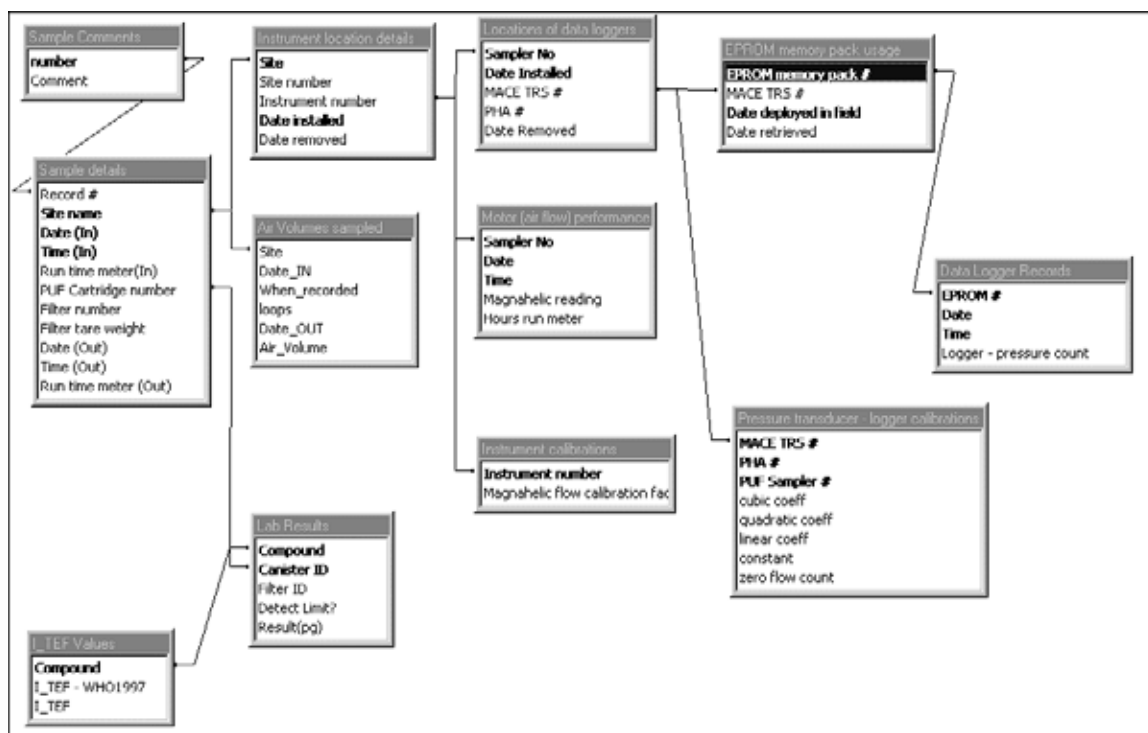 Sample Comments
number
Comment
Sample details
Record #
Site name
Date (In)
Time (In)
Run time meter(In)
PUF Cartridge number
Filter number
Filter tare weight
Date (Out)
Time (Out)
Run time meter (Out)
I_TEF Values
Compound
I_TEF - WHO1997
I_TEF
Instrument location details
Site
Site number
Instrument number
Date installed
Date removed
Air Volumes sampled
Site
Date_IN
When_recorded
loops
Date_OUT
Air_Volume
Lab Results
Compound
Canister ID
Filter ID
Detect Limit?
Result(pg)
Locations of data loggers
Sampler No
Date Installed
MACE TRS #
PHA #
Date Removed
Motor (air flow) performance
Sampler No
Date
Time
Magnahelic reading
Hours run meter
Instrument calibrations
Instrument number
Magnahelic flow calibration fac
EPROM memory pack usage
EPROM memory pack #
MACE TRS #
Date deployed in field
Date retrieved
Data Logger Records
EPROM #
Date
Time
Logger - pressure count
Pressure transducer - logger calibrations
MACE TRS #
PHA #
PUF Sampler #
cubic coeff
quadratic coeff
linear coeff
constant
zero flow count